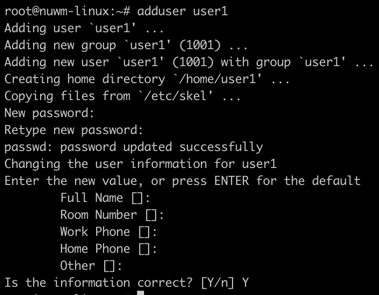 root@nuwm-linux:~# adduser user1
Adding user `user1' ...
Adding new group `user1' (1001) ...
Adding new user `user1' (1001) with group `user1' ...
Creating home directory `/home/user1' ...
Copying files from `/etc/skel' ...
New password:
Retype new password:
passwd: password updated successfully
Changing the user information for user1
Enter the new value, or press ENTER for the default
Full Name []:
Room Number []:
Work Phone []:
Home Phone []:
Other []:
Is the information correct? [Y/n] Y